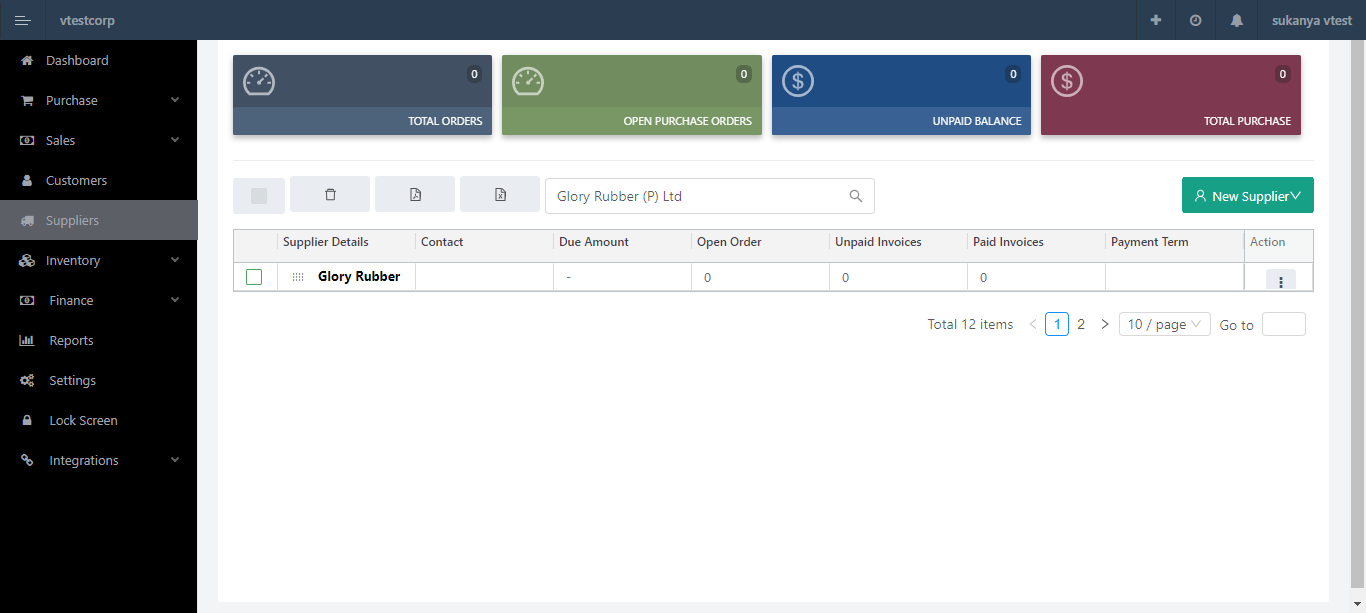 vtestcorp
sukanya vtest
Dashboard
Purchase
Sales
Customers
Suppliers
Inventory
Finance
Reports
Settings
Lock Screen
Integrations
0
TOTAL ORDERS
0
OPEN PURCHASE ORDERS
$
0
UNPAID BALANCE
$
0
TOTAL PURCHASE
Glory Rubber (P) Ltd
New Supplier
Supplier Details Contact Due Amount Open Order Unpaid Invoices Paid Invoices Payment Term Action
Glory Rubber - 0 0 0
Total 12 items < 1 2 > 10 / page Go to